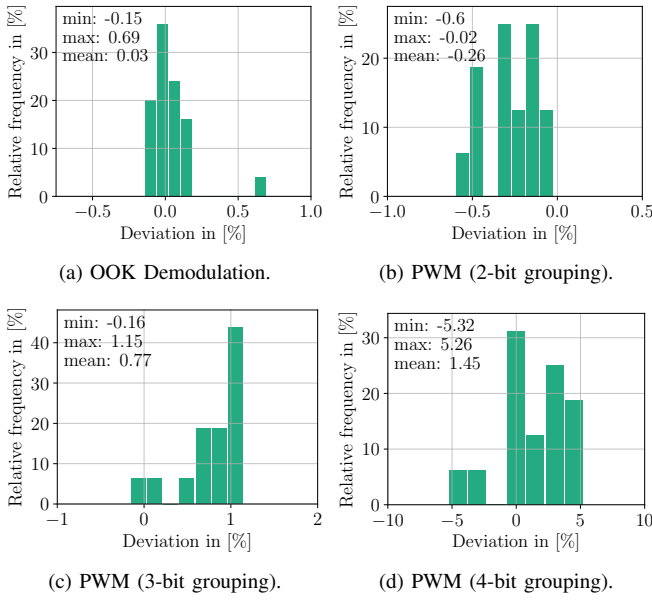 min: -0.15
max: 0.69
mean: 0.03
Relative frequency in [%]
30
20
10
0
−0.5
0.0
0.5
1.0
Deviation in [%]
(a) OOK Demodulation.
min: -0.6
max: -0.02
mean: -0.26
Relative frequency in [%]
20
10
0
−1.0
−0.5
0.0
0.5
Deviation in [%]
(b) PWM (2-bit grouping).
min: -0.16
max: 1.15
mean: 0.77
Relative frequency in [%]
40
30
20
10
0
−1
0
1
2
Deviation in [%]
(c) PWM (3-bit grouping).
min: -5.32
max: 5.26
mean: 1.45
Relative frequency in [%]
30
20
10
0
−10
−5
0
5
10
Deviation in [%]
(d) PWM (4-bit grouping).